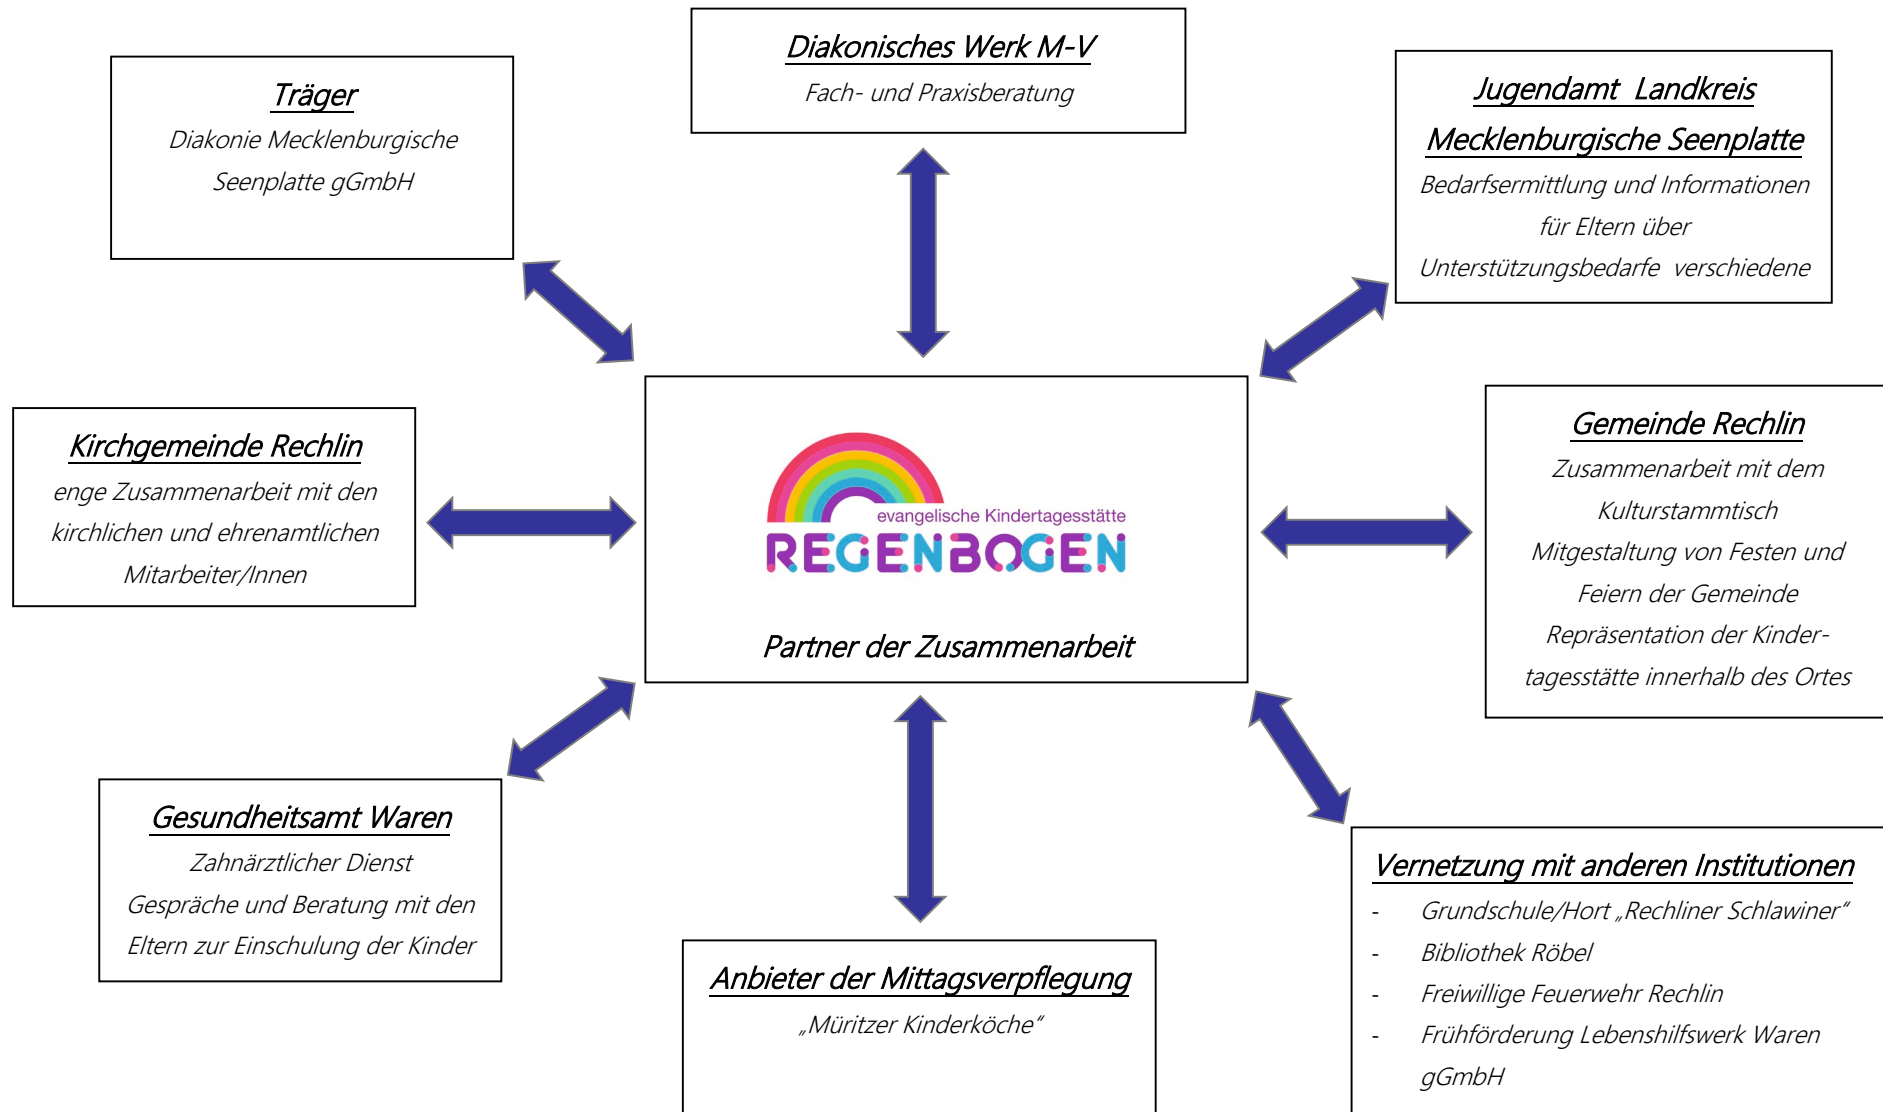 Diakonisches Werk M-V
Fach- und Praxisberatung
Träger
Diakonie Mecklenburgische
Seenplatte gGmbH
Jugendamt  Landkreis
Mecklenburgische Seenplatte
Bedarfsermittlung und Informationen
für Eltern über
Unterstützungsbedarfe  verschiedene
Kirchgemeinde Rechlin
enge Zusammenarbeit mit den
kirchlichen und ehrenamtlichen
Mitarbeiter/Innen
evangelische Kindertagesstätte
REGENBOGEN
Partner der Zusammenarbeit
Gemeinde Rechlin
Zusammenarbeit mit dem
Kulturstammtisch
Mitgestaltung von Festen und
Feiern der Gemeinde
Repräsentation der Kinder-
tagesstätte innerhalb des Ortes
Gesundheitsamt Waren
Zahnärztlicher Dienst
Gespräche und Beratung mit den
Eltern zur Einschulung der Kinder
Anbieter der Mittagsverpflegung
„Müritzer Kinderköche“
Vernetzung mit anderen Institutionen
- Grundschule/Hort „Rechliner Schlawiner“
- Bibliothek Röbel
- Freiwillige Feuerwehr Rechlin
- Frühförderung Lebenshilfswerk Waren
gGmbH